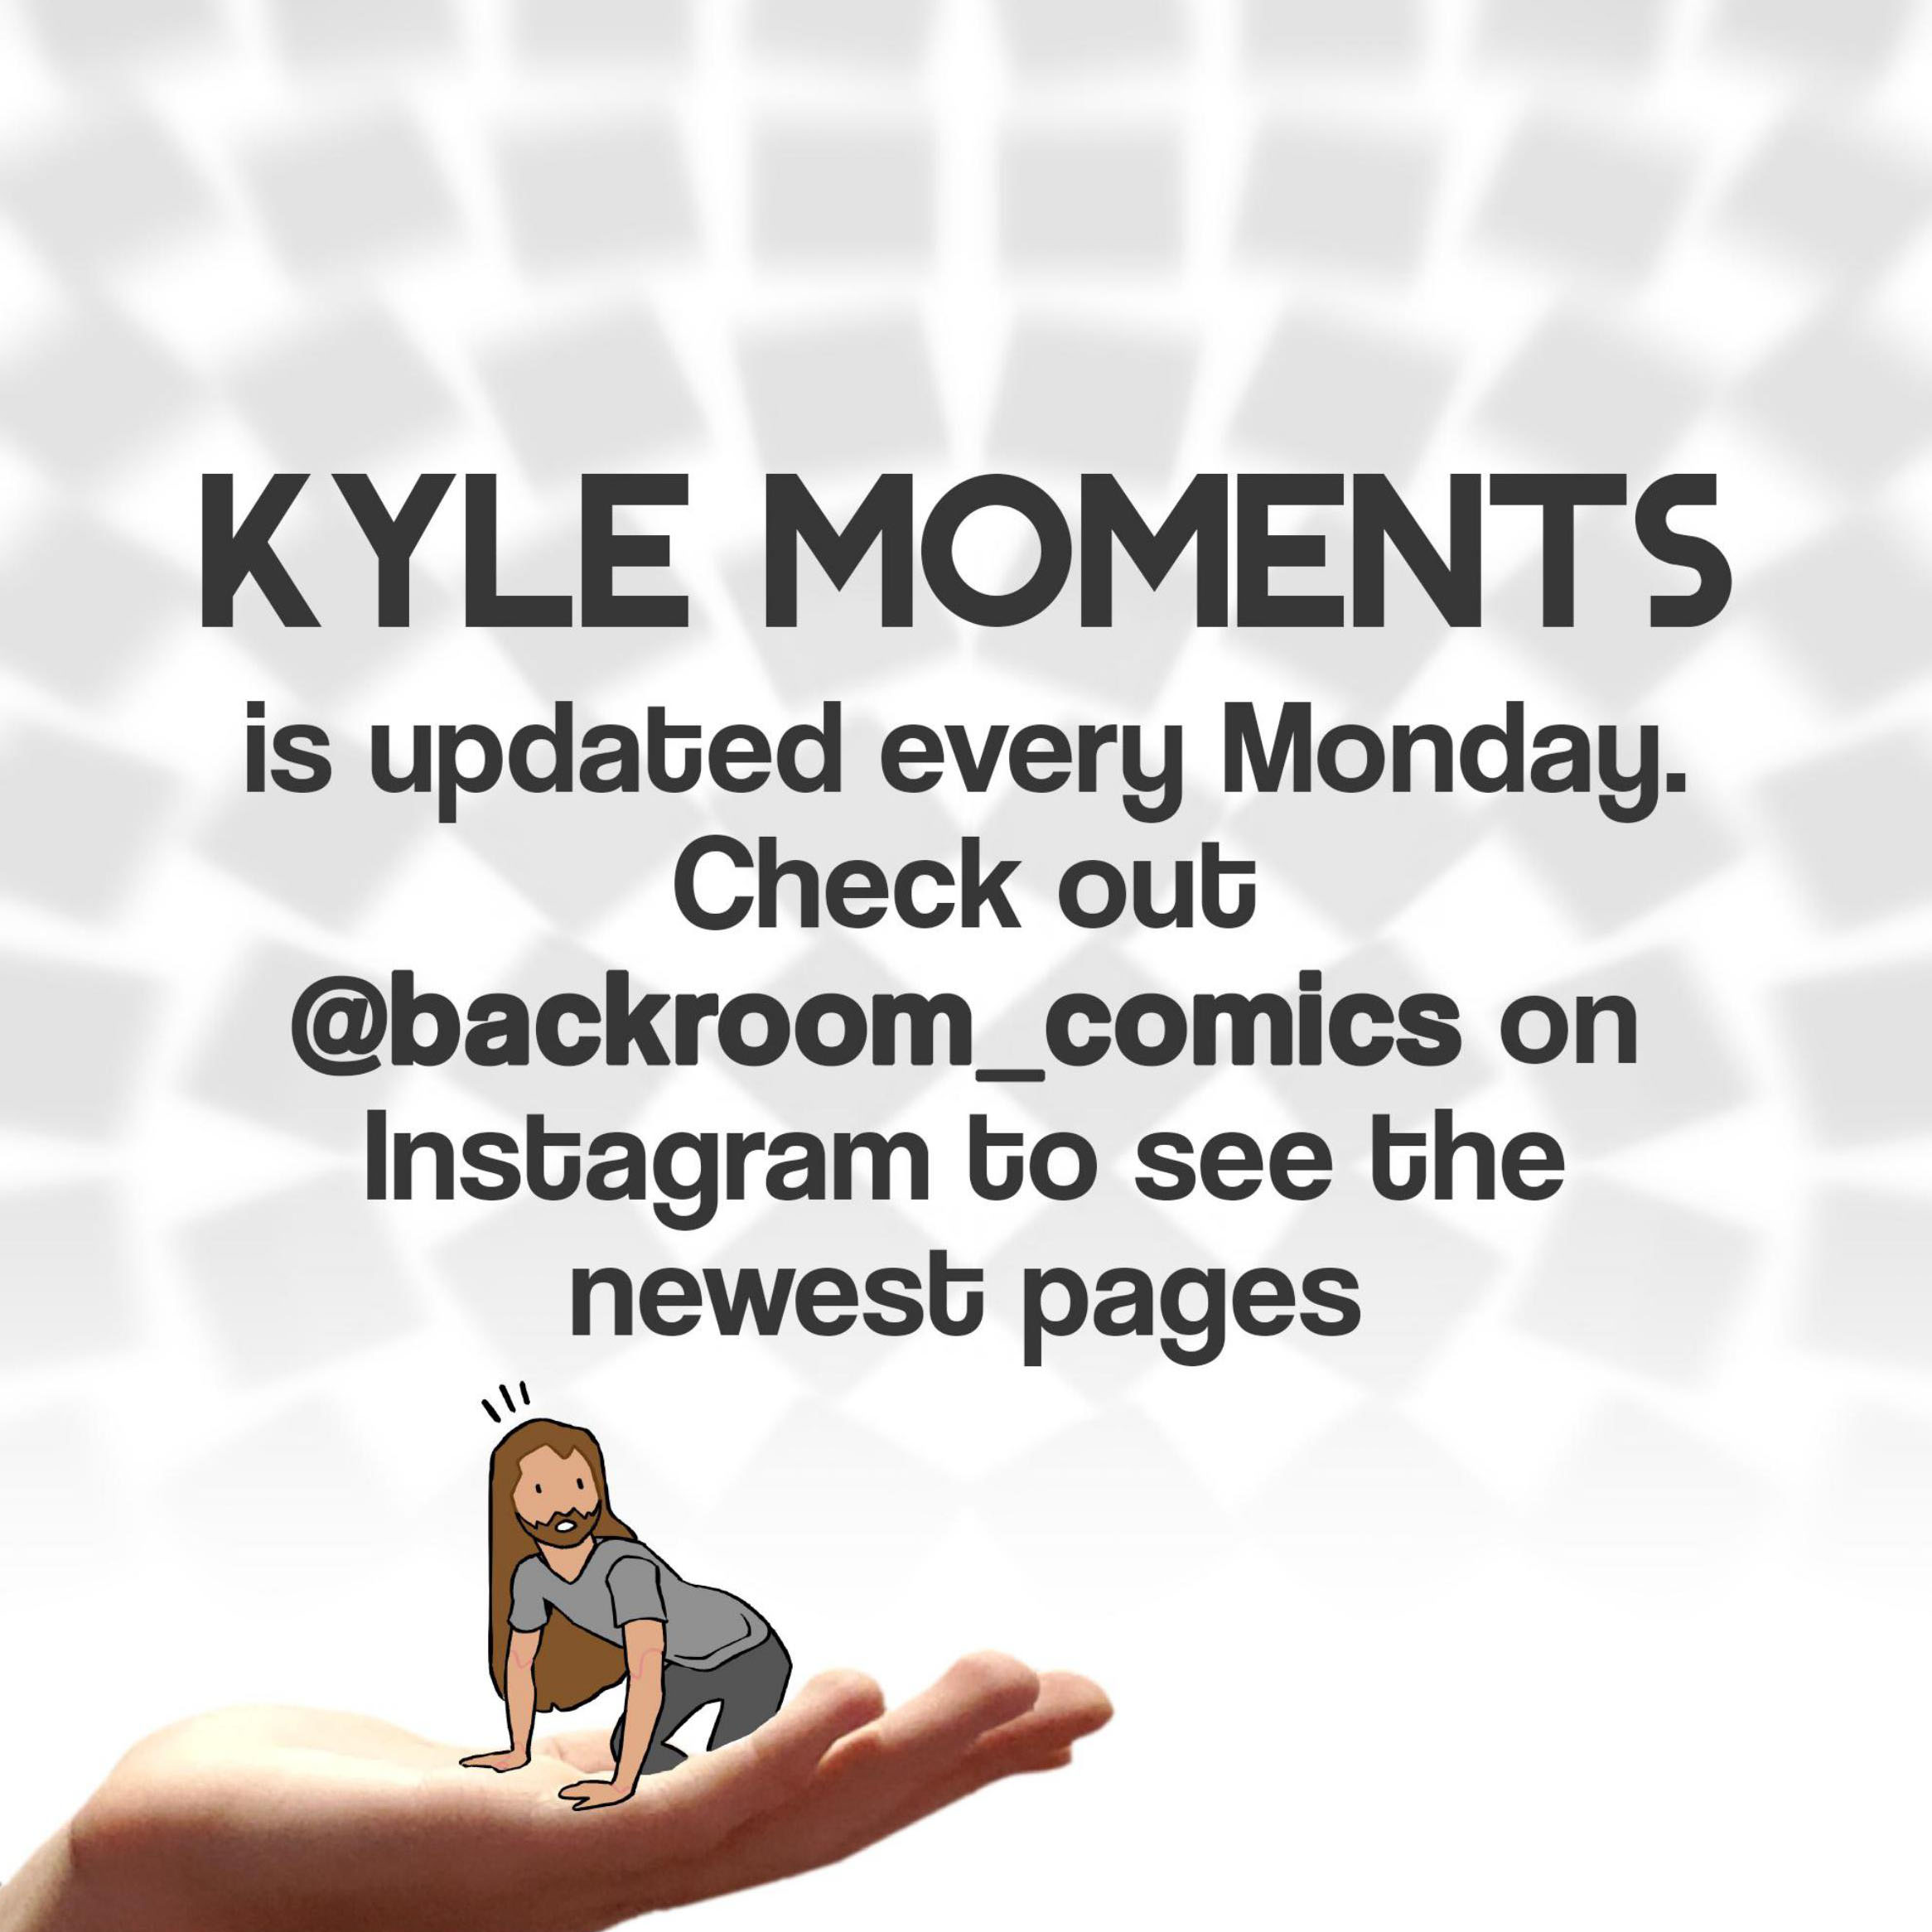 KYLE MOMENTS
is updated every Monday.
Check out
@backroom_comics on
Instagram to see the
newest pages